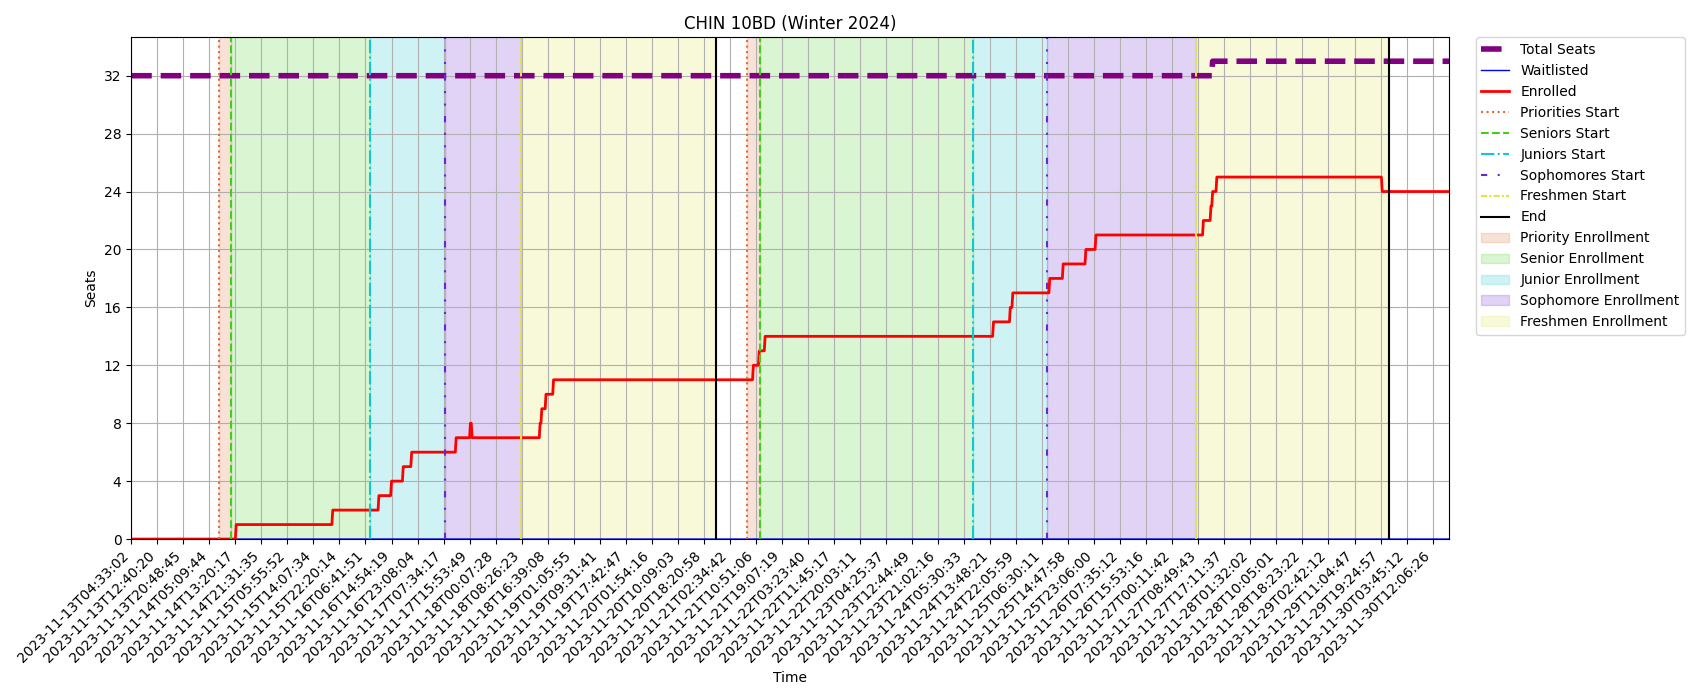 CHIN 10BD (Winter 2024)
Seats
32
28
24
20
16
12
8
4
0
2023-11-13T04:33:02
2023-11-13T12:40:20
2023-11-13T20:48:45
2023-11-14T05:09:44
2023-11-14T13:20:17
2023-11-14T21:31:35
2023-11-15T05:55:52
2023-11-15T14:07:34
2023-11-15T22:20:14
2023-11-16T06:41:51
2023-11-16T14:54:19
2023-11-16T23:08:04
2023-11-17T07:34:17
2023-11-17T15:53:49
2023-11-18T00:07:28
2023-11-18T08:26:23
2023-11-18T16:39:08
2023-11-19T01:05:55
2023-11-19T09:31:41
2023-11-19T17:42:47
2023-11-20T01:54:16
2023-11-20T10:09:03
2023-11-20T18:20:58
2023-11-21T02:34:42
2023-11-21T10:51:06
2023-11-21T19:07:19
2023-11-22T03:23:40
2023-11-22T11:45:17
2023-11-22T20:03:11
2023-11-23T04:25:37
2023-11-23T12:44:49
2023-11-23T21:02:16
2023-11-24T05:30:33
2023-11-24T13:48:21
2023-11-24T22:05:59
2023-11-25T06:30:11
2023-11-25T14:47:58
2023-11-25T23:06:00
2023-11-26T07:35:12
2023-11-26T15:53:16
2023-11-27T00:11:42
2023-11-27T08:49:43
2023-11-27T17:11:37
2023-11-28T01:32:02
2023-11-28T10:05:01
2023-11-28T18:23:22
2023-11-29T02:42:12
2023-11-29T11:04:47
2023-11-29T19:24:57
2023-11-30T03:45:12
2023-11-30T12:06:26
Time
Total Seats
Waitlisted
Enrolled
Priorities Start
Seniors Start
Juniors Start
Sophomores Start
Freshmen Start
End
Priority Enrollment
Senior Enrollment
Junior Enrollment
Sophomore Enrollment
Freshmen Enrollment